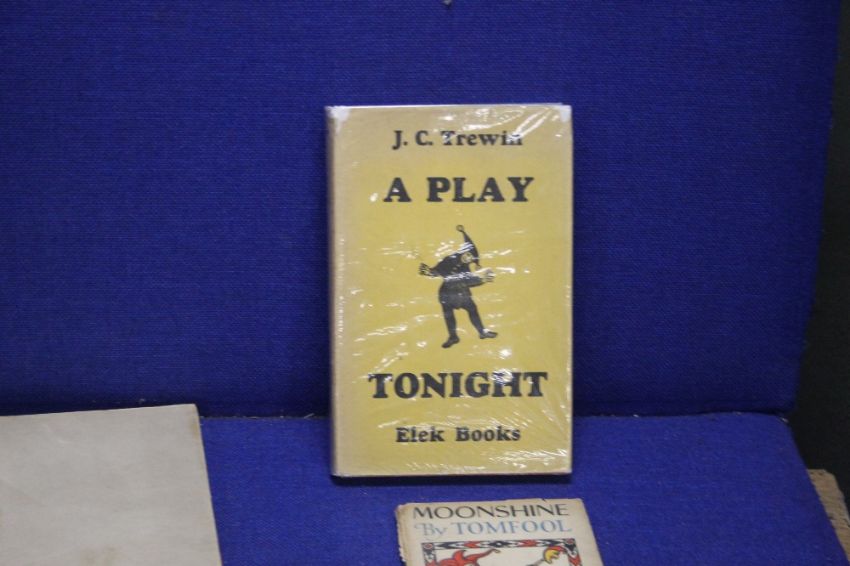 J. C. Trewin
A PLAY
TONIGHT
Elek Books
MOONSHINE
By TOMFOOL